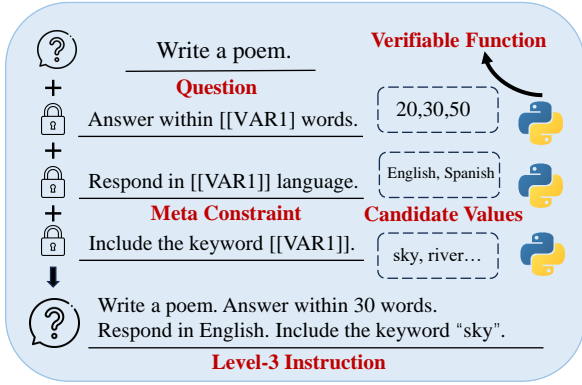 Write a poem.
Verifiable Function
Question
Answer within [[VAR1] words.
20,30,50
Respond in [[VAR1]] language.
English, Spanish
Meta Constraint
Candidate Values
Include the keyword [[VAR1]].
sky, river…
Write a poem. Answer within 30 words.
Respond in English. Include the keyword “sky”.
Level-3 Instruction